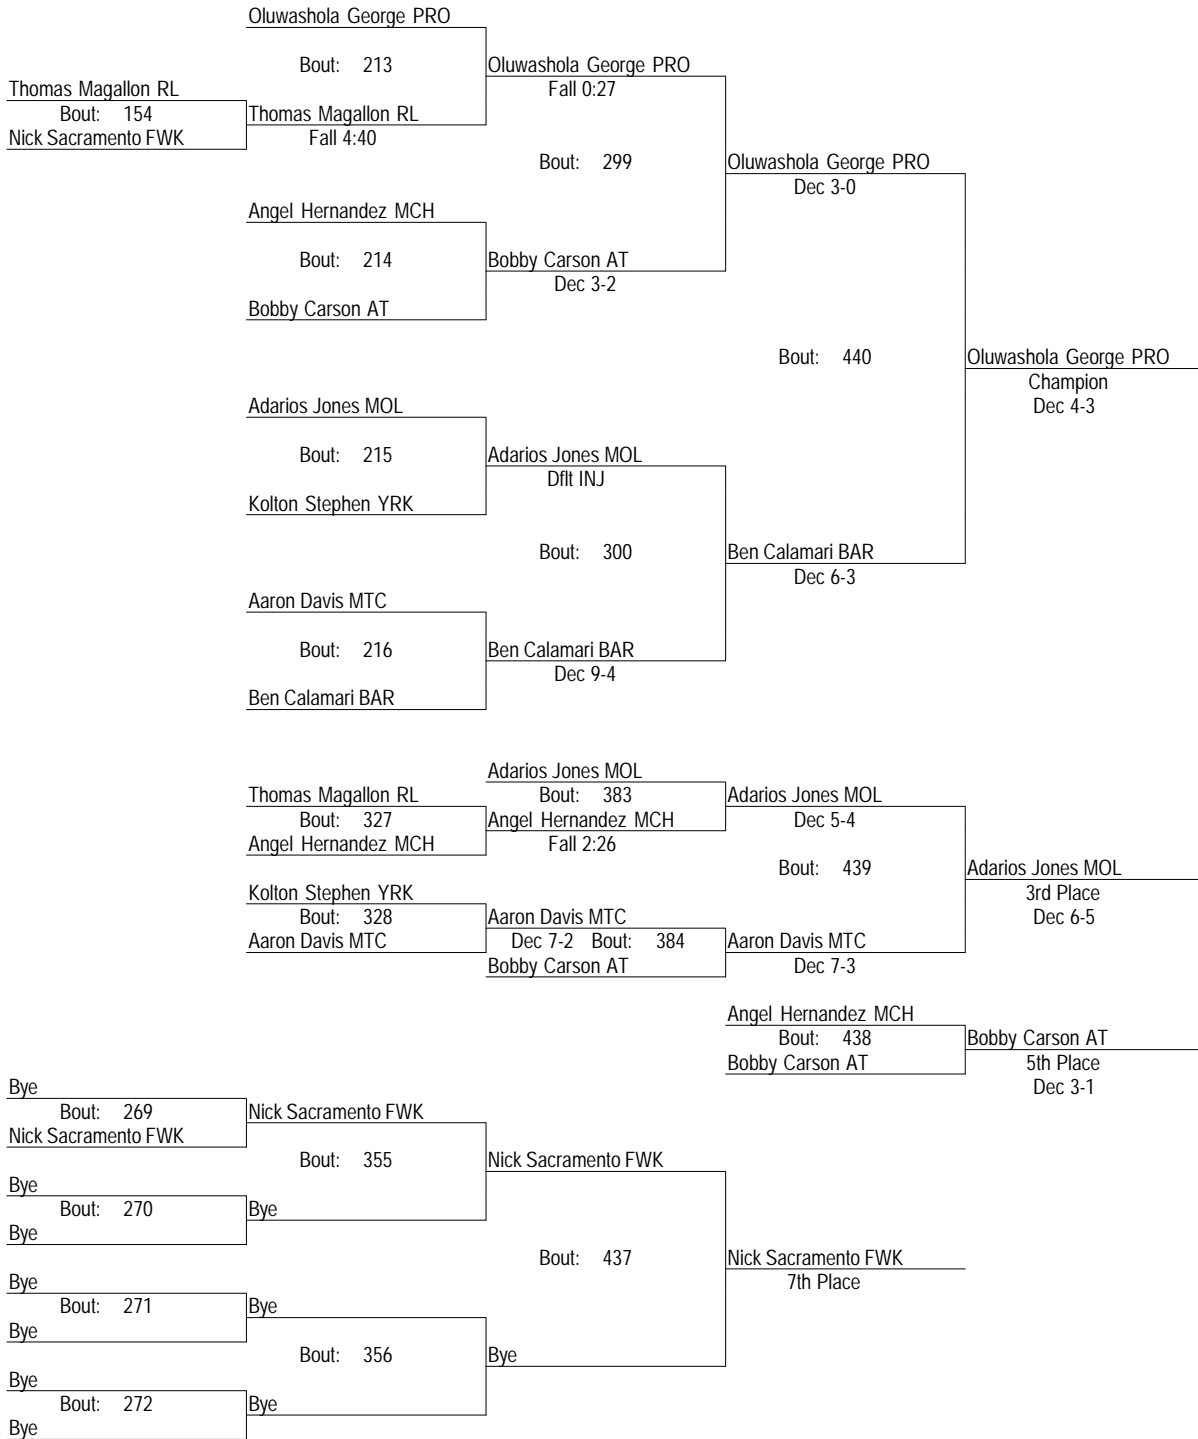 Oluwashola George PRO
Bout: 213
Oluwashola George PRO
Fall 0:27
Thomas Magallon RL
Bout: 154
Thomas Magallon RL
Nick Sacramento FWK
Fall 4:40
Bout: 299
Oluwashola George PRO
Dec 3-0
Angel Hernandez MCH
Bout: 214
Bobby Carson AT
Dec 3-2
Bobby Carson AT
Bout: 440
Oluwashola George PRO
Champion
Dec 4-3
Adarios Jones MOL
Bout: 215
Adarios Jones MOL
Dflt INJ
Kolton Stephen YRK
Bout: 300
Ben Calamari BAR
Dec 6-3
Aaron Davis MTC
Bout: 216
Ben Calamari BAR
Dec 9-4
Ben Calamari BAR
Adarios Jones MOL
Thomas Magallon RL
Bout: 383
Adarios Jones MOL
Bout: 327
Angel Hernandez MCH
Dec 5-4
Angel Hernandez MCH
Fall 2:26
Bout: 439
Adarios Jones MOL
3rd Place
Dec 6-5
Kolton Stephen YRK
Bout: 328
Aaron Davis MTC
Aaron Davis MTC
Dec 7-2 Bout: 384
Aaron Davis MTC
Bobby Carson AT
Dec 7-3
Angel Hernandez MCH
Bout: 438
Bobby Carson AT
Bobby Carson AT
5th Place
Dec 3-1
Bye
Bout: 269
Nick Sacramento FWK
Nick Sacramento FWK
Bout: 355
Nick Sacramento FWK
Bye
Bout: 270
Bye
Bye
Bout: 437
Nick Sacramento FWK
7th Place
Bye
Bout: 271
Bye
Bye
Bout: 356
Bye
Bye
Bout: 272
Bye
Bye